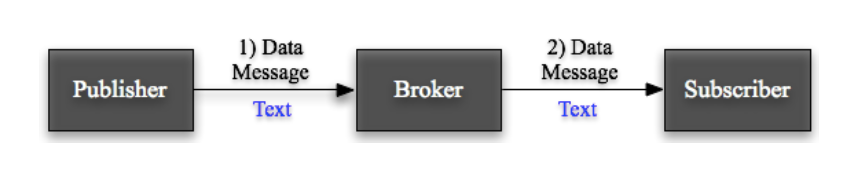 1) Data
Message
Text
2) Data
Message
Text
Publisher
Broker
Subscriber